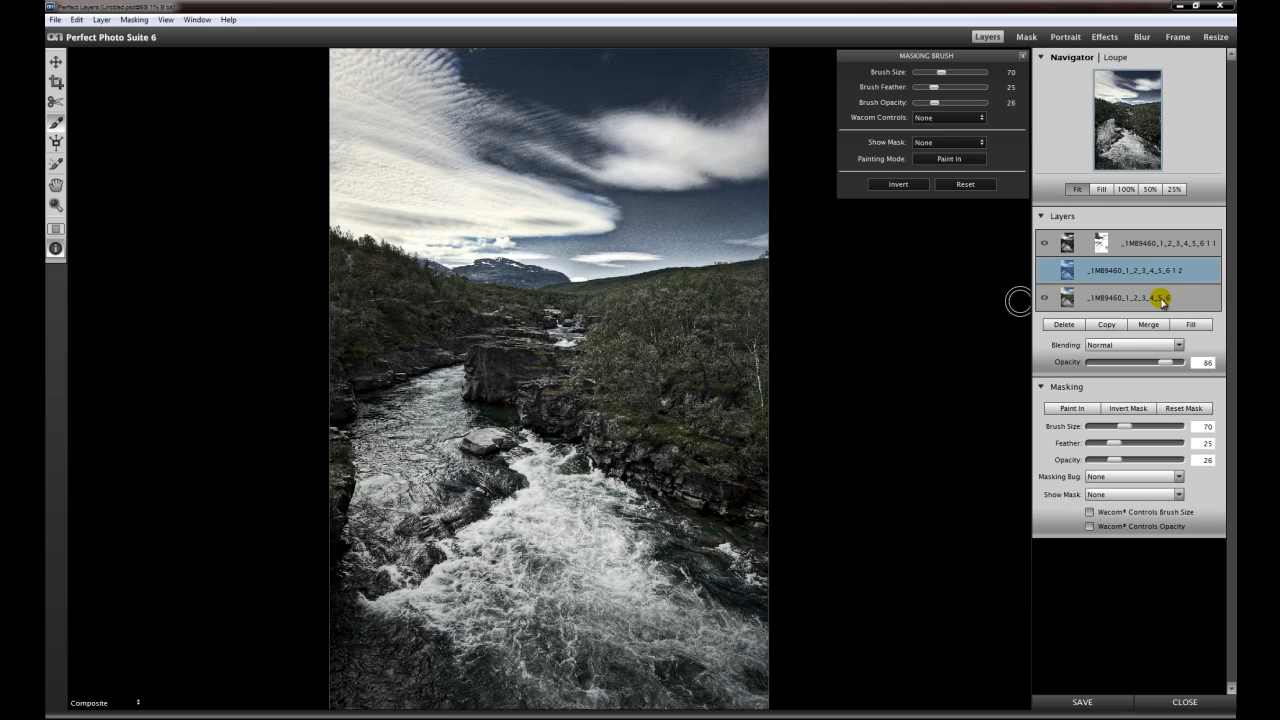 Perfect Layers
File Edit Layer Masking View Window Help
on Perfect Photo Suite 6
Layers Mask Portrait Effects Blur Frame Resize
MASKING BRUSH
Brush Size: 70
Brush Feather: 25
Brush Opacity: 26
Wacom Controls: None
Show Mask: None
Painting Mode: Paint In
Invert Reset
Navigator | Loupe
Fit Fill 100% 50% 25%
Layers
_1MB9460_1_2_3_4_5_6 1 1
_1MB9460_1_2_3_4_5_6 1 2
_1MB9460_1_2_3_4_5_6
Delete Copy Merge Fill
Blending: Normal
Opacity: 86
Masking
Paint In Invert Mask Reset Mask
Brush Size: 70
Feather: 25
Opacity: 26
Masking Bug: None
Show Mask: None
Wacom® Controls Brush Size
Wacom® Controls Opacity
Composite
SAVE CLOSE